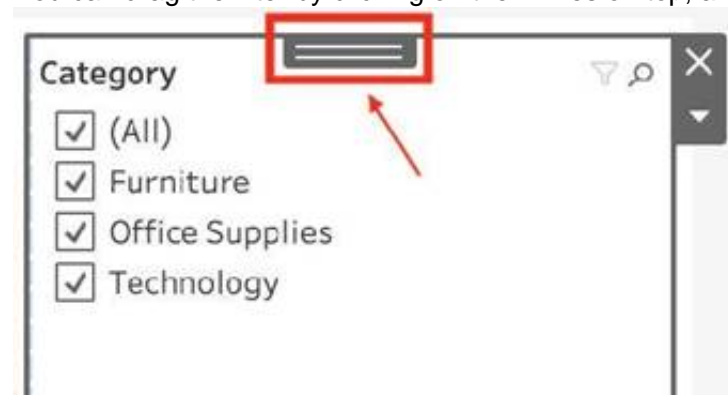 Category
(All)
Furniture
Office Supplies
Technology